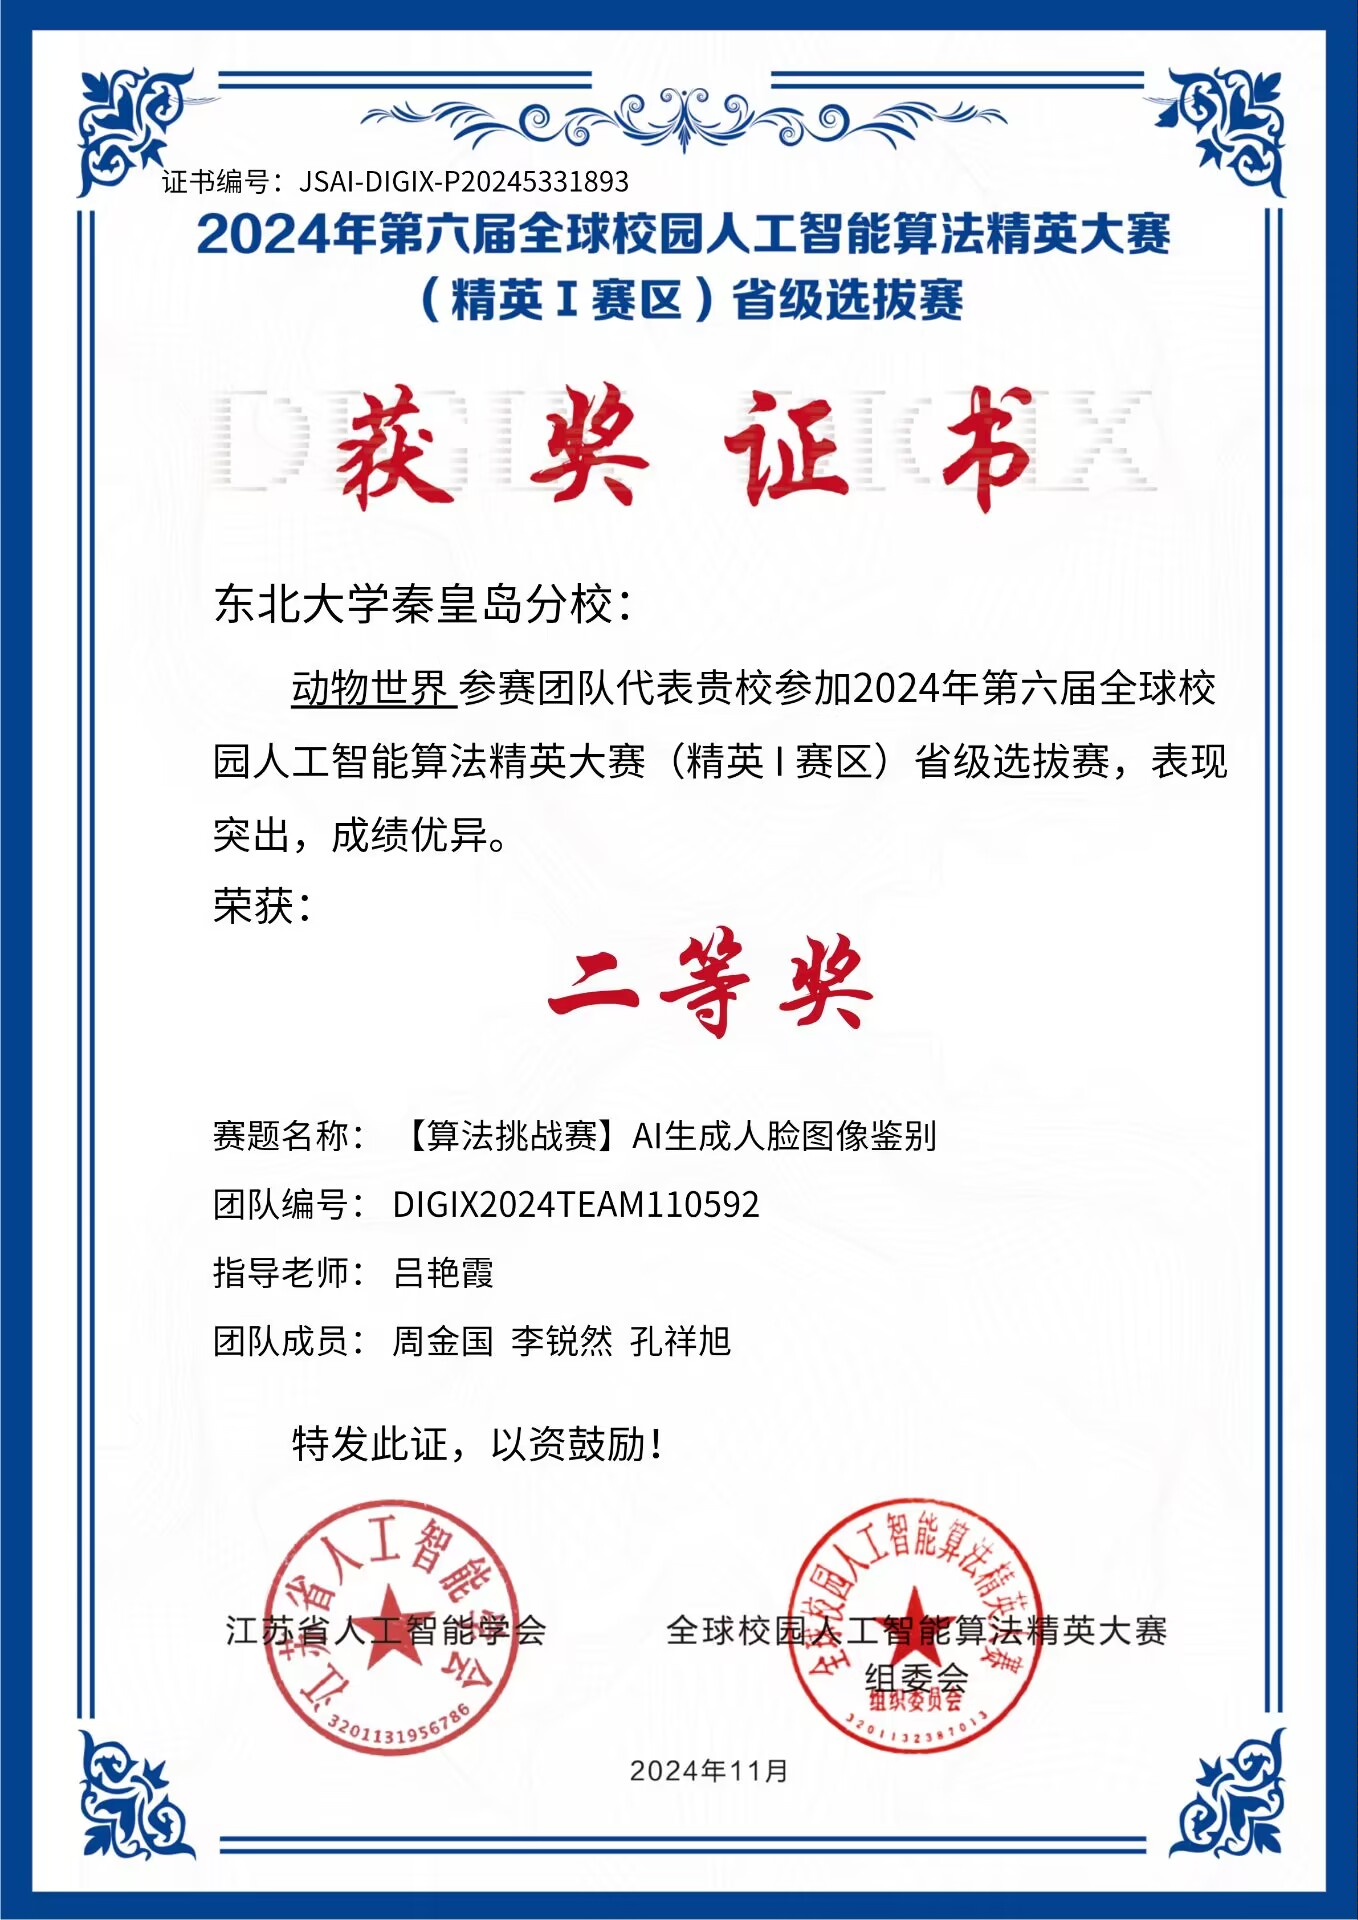 证书编号：JSAI-DIGIX-P20245331893
2024年第六届全球校园人工智能算法精英大赛
（精英 I 赛区）省级选拔赛
DIGIX DIGIX
获奖证书
东北大学秦皇岛分校：
动物世界 参赛团队代表贵校参加2024年第六届全球校
园人工智能算法精英大赛（精英 I 赛区）省级选拔赛，表现
突出，成绩优异。
荣获：
二等奖
赛题名称： 【算法挑战赛】AI生成人脸图像鉴别
团队编号： DIGIX2024TEAM110592
指导老师： 吕艳霞
团队成员： 周金国 李锐然 孔祥旭
特发此证，以资鼓励！
江苏省人工智能学会
3201131956786
江苏省人工智能学会
全球校园人工智能算法精英大赛
组织委员会
3201132387013
全球校园人工智能算法精英大赛
组委会
2024年11月